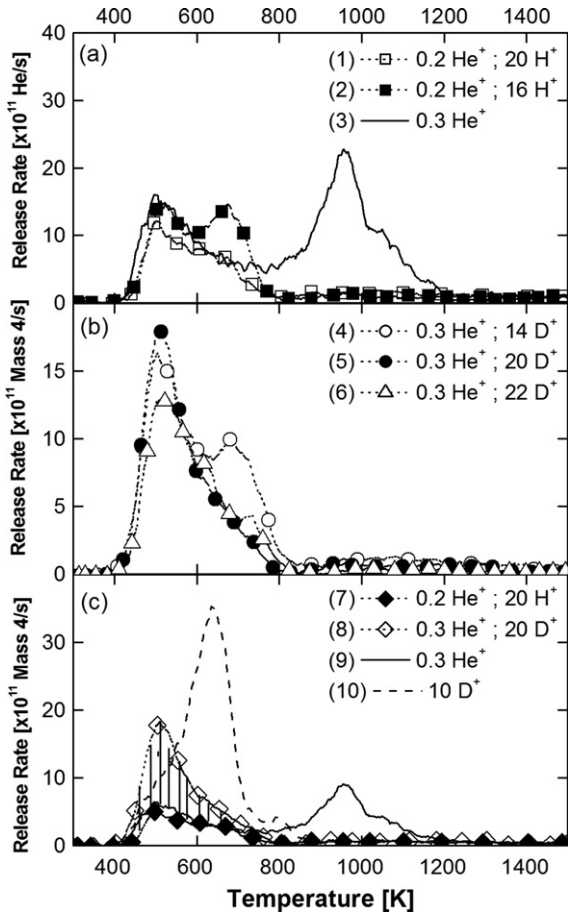 400 600 800 1000 1200 1400
(a)
40
30
20
10
0
Release Rate [x10¹¹ He/s]
(1) 0.2 He⁺ ; 20 H⁺
(2) 0.2 He⁺ ; 16 H⁺
(3) 0.3 He⁺
(b)
15
10
5
0
Release Rate [x10¹¹ Mass 4/s]
(4) 0.3 He⁺ ; 14 D⁺
(5) 0.3 He⁺ ; 20 D⁺
(6) 0.3 He⁺ ; 22 D⁺
(c)
30
20
10
0
Release Rate [x10¹¹ Mass 4/s]
(7) 0.2 He⁺ ; 20 H⁺
(8) 0.3 He⁺ ; 20 D⁺
(9) 0.3 He⁺
(10) 10 D⁺
400 600 800 1000 1200 1400
Temperature [K]